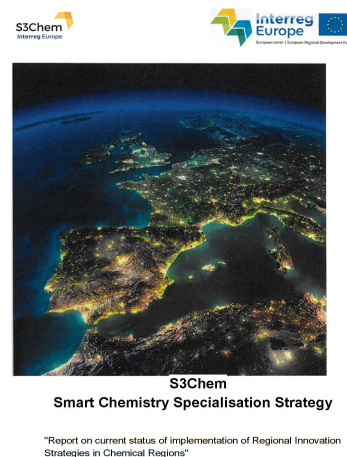 S3Chem
Interreg Europe
Interreg
Europe
European Union | European Regional Development Fu
S3Chem
Smart Chemistry Specialisation Strategy
"Report on current status of implementation of Regional Innovation
Strategies in Chemical Regions"